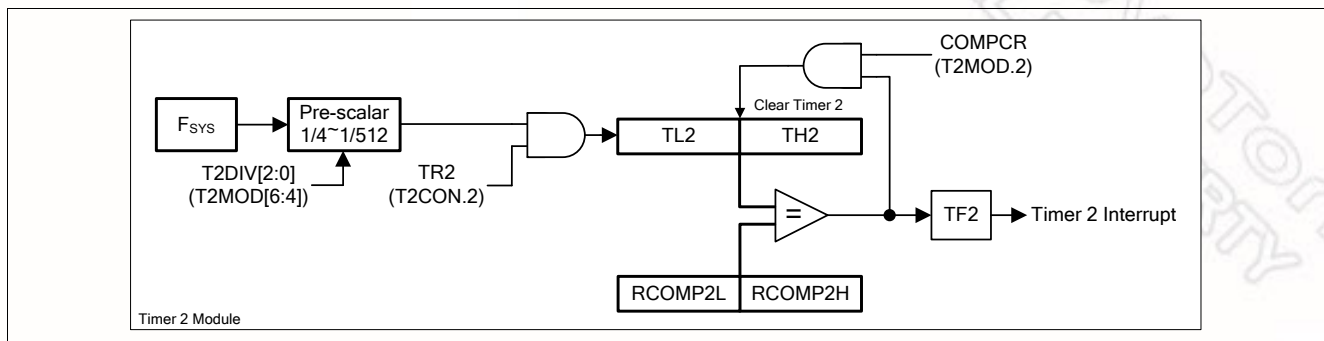 COMPCR
(T2MOD.2)
Clear Timer 2
FSYS
Pre-scalar
1/4~1/512
TL2
TH2
T2DIV[2:0]
(T2MOD[6:4])
TR2
(T2CON.2)
=
TF2
Timer 2 Interrupt
RCOMP2L
RCOMP2H
Timer 2 Module